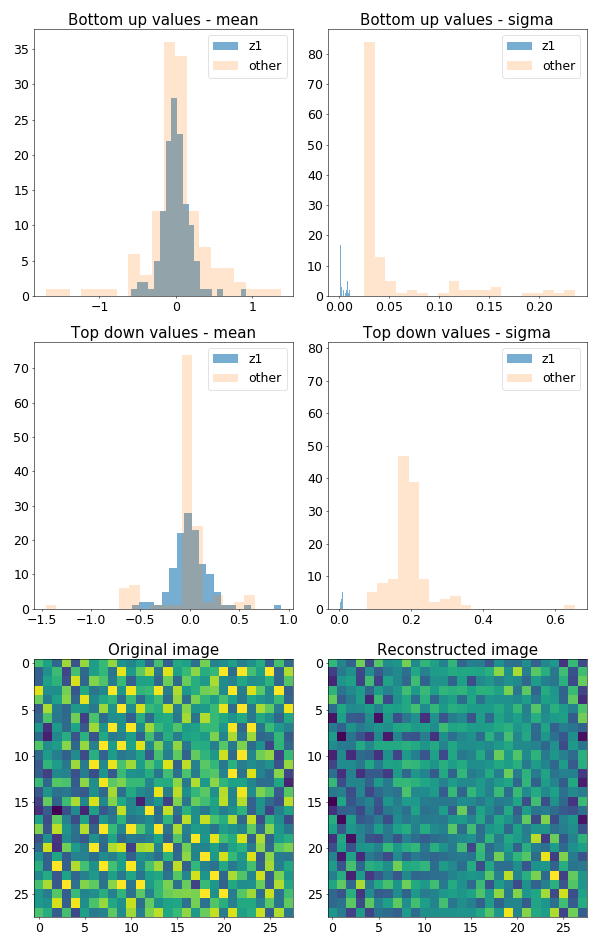 Bottom up values - mean
35
30
25
20
15
10
5
0
−1 0 1
z1
other
Bottom up values - sigma
80
70
60
50
40
30
20
10
0
0.00 0.05 0.10 0.15 0.20
z1
other
Top down values - mean
70
60
50
40
30
20
10
0
−1.5 −1.0 −0.5 0.0 0.5 1.0
z1
other
Top down values - sigma
80
70
60
50
40
30
20
10
0
0.0 0.2 0.4 0.6
z1
other
Original image
0
5
10
15
20
25
0 5 10 15 20 25
Reconstructed image
0
5
10
15
20
25
0 5 10 15 20 25